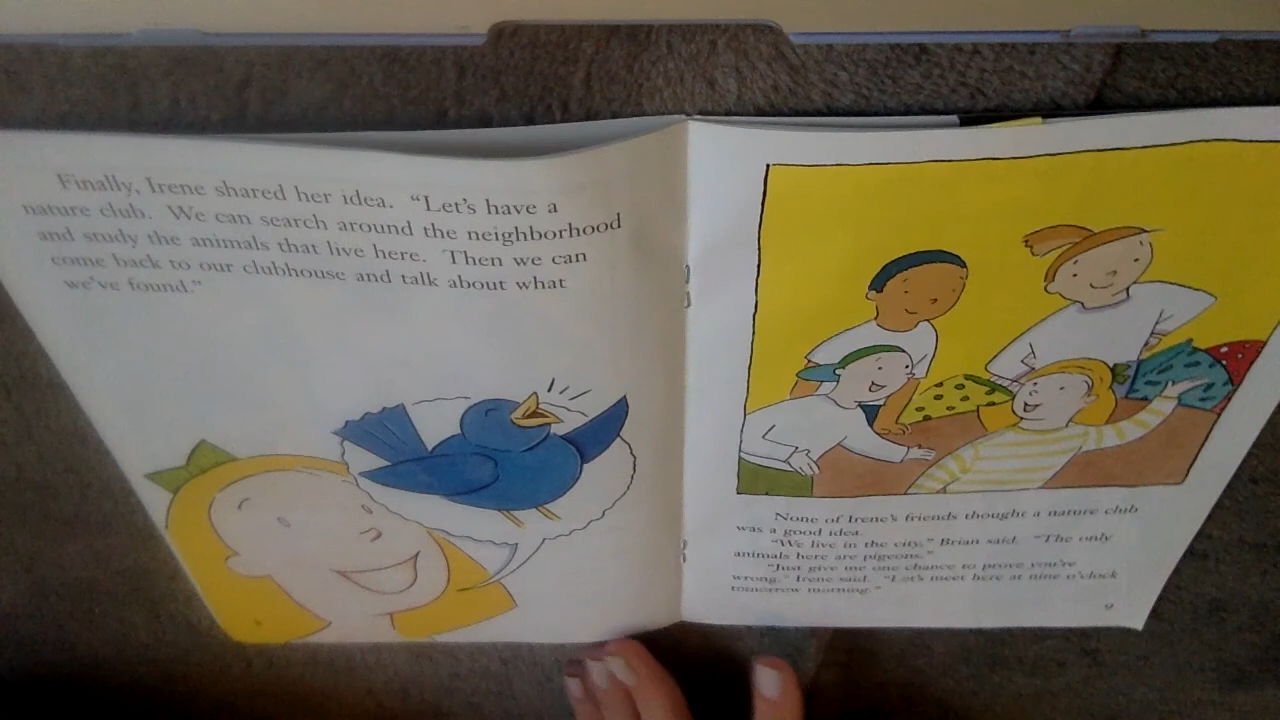 Finally, Irene shared her idea. “Let’s have a
nature club. We can search around the neighborhood
and study the animals that live here. Then we can
come back to our clubhouse and talk about what
we’ve found.”
None of Irene’s friends thought a nature club
was a good idea.
“We live in the city,” Brian said. “The only
animals here are pigeons.”
“Just give me one chance to prove you’re
wrong,” Irene said. “Let’s meet here at nine o’clock
tomorrow morning.”
9